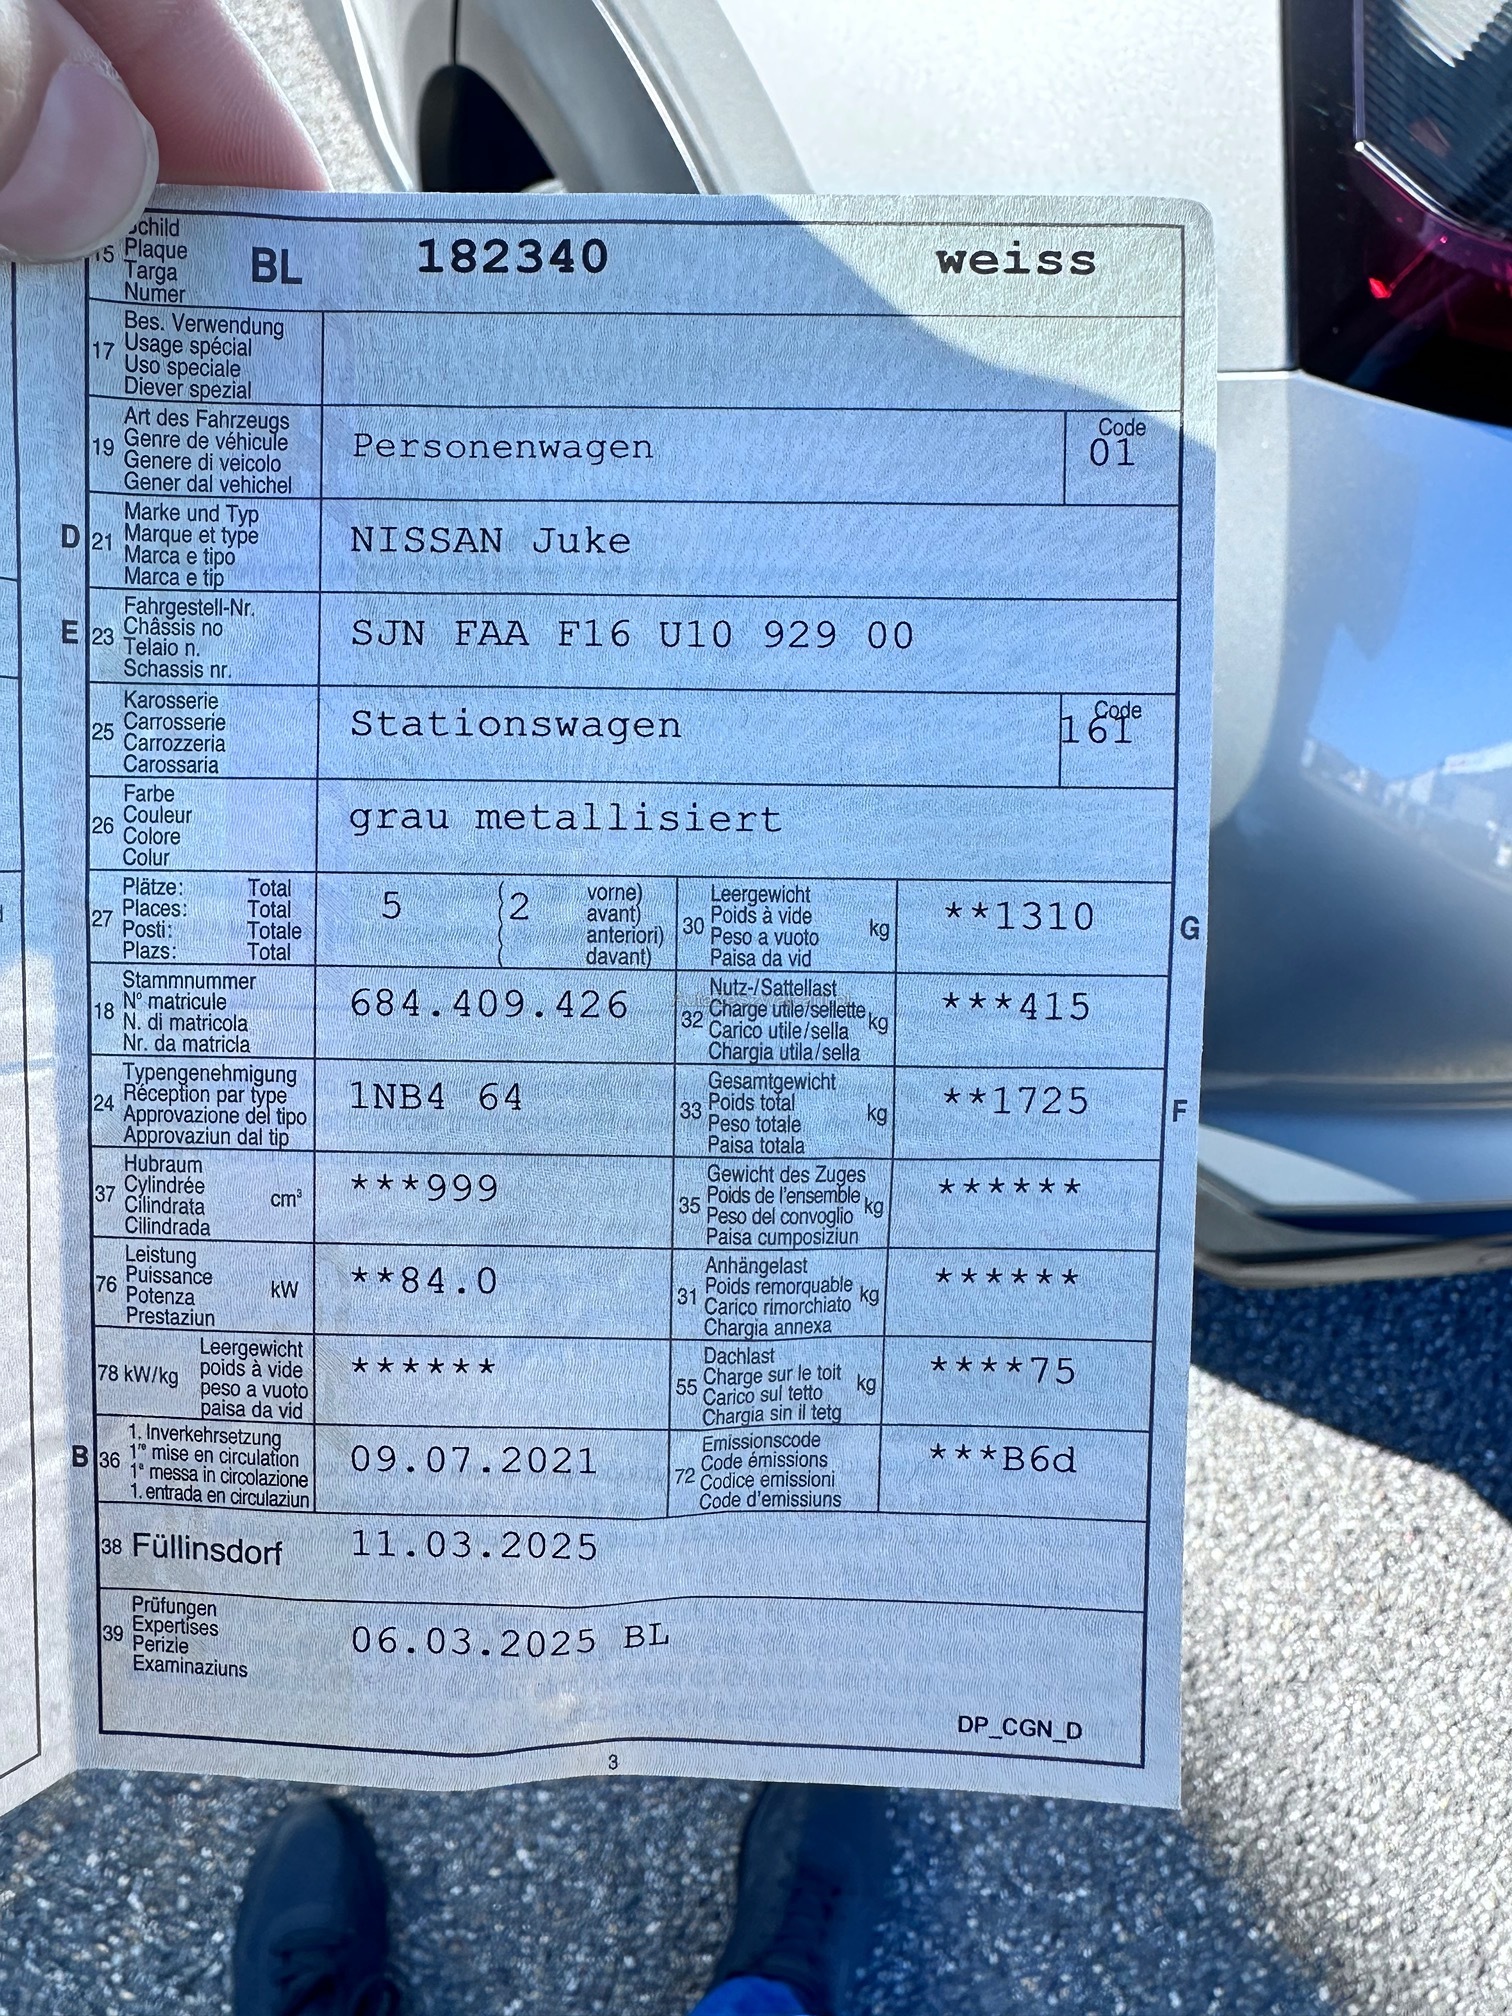 Schild
15 Plaque BL 182340 weiss
Targa
Numer
Bes. Verwendung
17 Usage spécial
Uso speciale
Diever spezial
Art des Fahrzeugs Code
19 Genre de véhicule Personenwagen 01
Genere di veicolo
Gener dal vehichel
Marke und Typ
D 21 Marque et type NISSAN Juke
Marca e tipo
Marca e tip
Fahrgestell-Nr.
E 23 Châssis no SJN FAA F16 U10 929 00
Telaio n.
Schassis nr.
Karosserie Code
25 Carrosserie Stationswagen 161
Carrozzeria
Carossaria
Farbe
26 Couleur grau metallisiert
Colore
Colur
Plätze: Total 5 (2 vorne)
27 Places: Total avant)
Posti: Totale anteriori)
Plazs: Total davant)
Leergewicht
30 Poids à vide kg **1310 G
Peso a vuoto
Paisa da vid
Stammnummer
18 N° matricule 684.409.426
N. di matricola
Nr. da matricla
Nutz-/Sattellast
32 Charge utile/sellette kg ***415
Carico utile/sella
Chargia utila/sella
Typengenehmigung
24 Réception par type 1NB4 64
Approvazione del tipo
Approvaziun dal tip
Gesamtgewicht
33 Poids total kg **1725 F
Peso totale
Paisa totala
Hubraum
37 Cylindrée cm³ ***999
Cilindrata
Cilindrada
Gewicht des Zuges
35 Poids de l'ensemble kg ******
Peso del convoglio
Paisa cumposiziun
Leistung
76 Puissance kW **84.0
Potenza
Prestaziun
Anhängelast
31 Poids remorquable kg ******
Carico rimorchiato
Chargia annexa
Leergewicht
78 kW/kg poids à vide ******
peso a vuoto
paisa da vid
Dachlast
55 Charge sur le toit kg ****75
Carico sul tetto
Chargia sin il tetg
1. Inverkehrsetzung
B 36 1re mise en circulation 09.07.2021
1a messa in circolazione
1. entrada en circulaziun
Emissionscode
72 Code émissions ***B6d
Codice emissioni
Code d'emissiuns
38 Füllinsdorf 11.03.2025
Prüfungen
39 Expertises 06.03.2025 BL
Perizie
Examinaziuns
DP_CGN_D
3